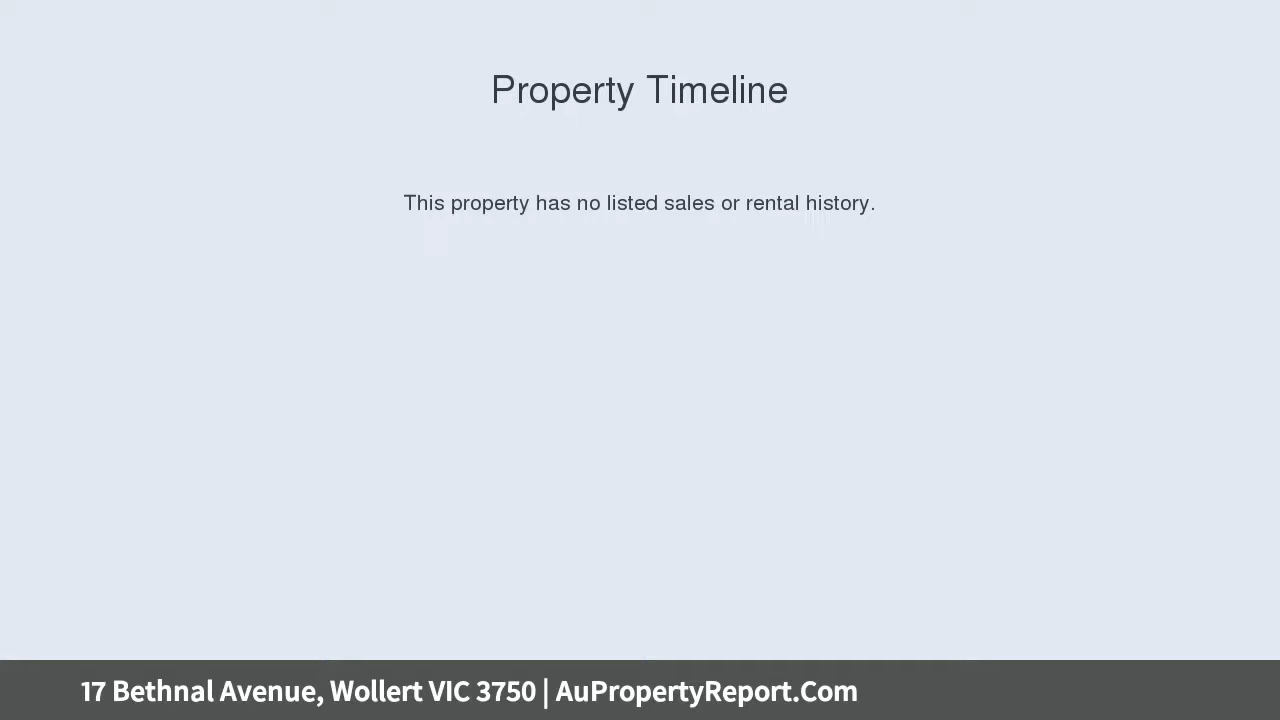 Property Timeline
This property has no listed sales or rental history.
17 Bethnal Avenue, Wollert VIC 3750 | AuPropertyReport.Com